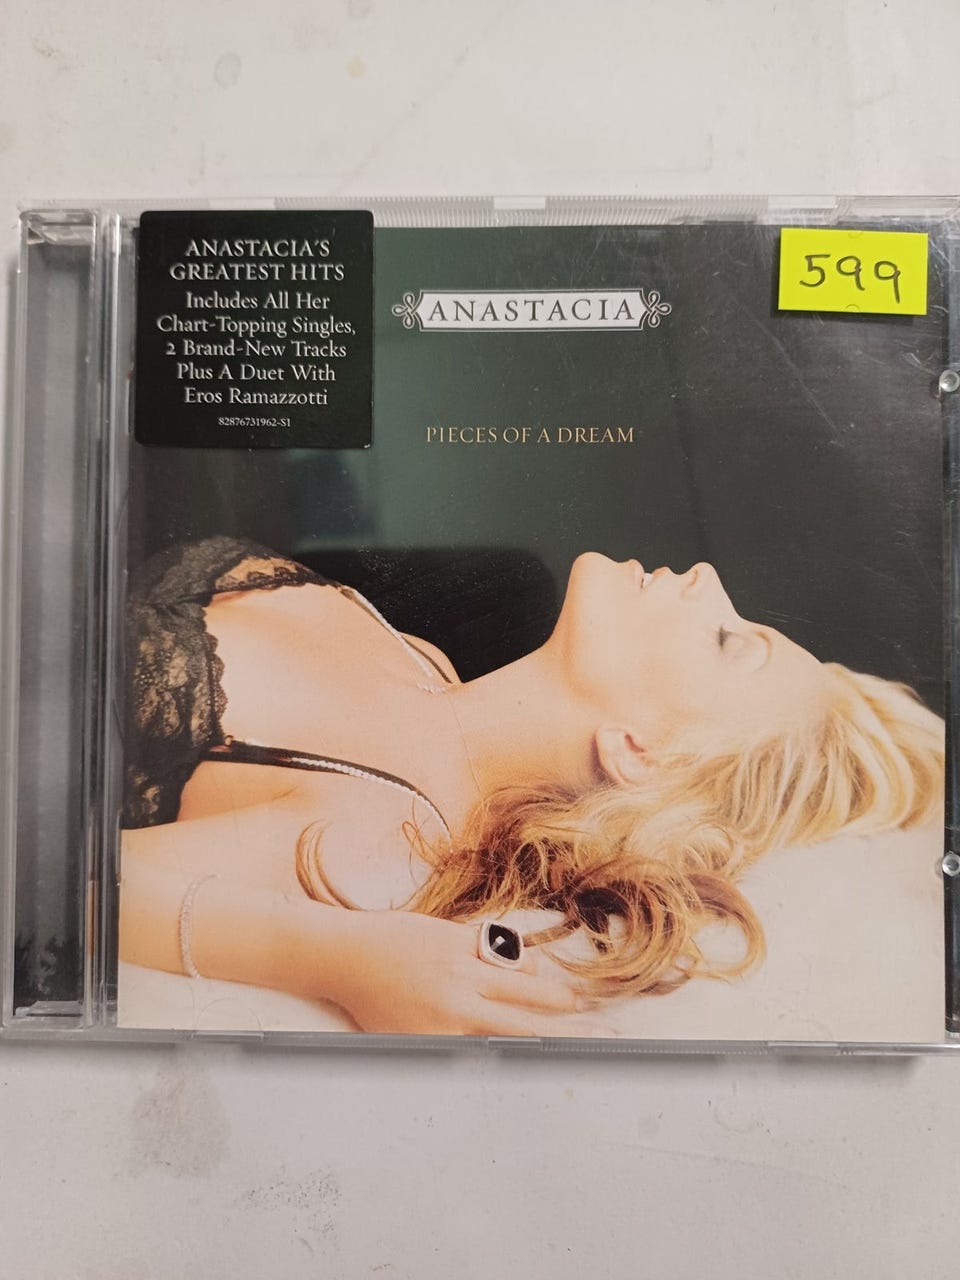 ANASTACIA'S
GREATEST HITS
Includes All Her
Chart-Topping Singles,
2 Brand-New Tracks
Plus A Duet With
Eros Ramazzotti
82876731962-S1
ANASTACIA
599
PIECES OF A DREAM